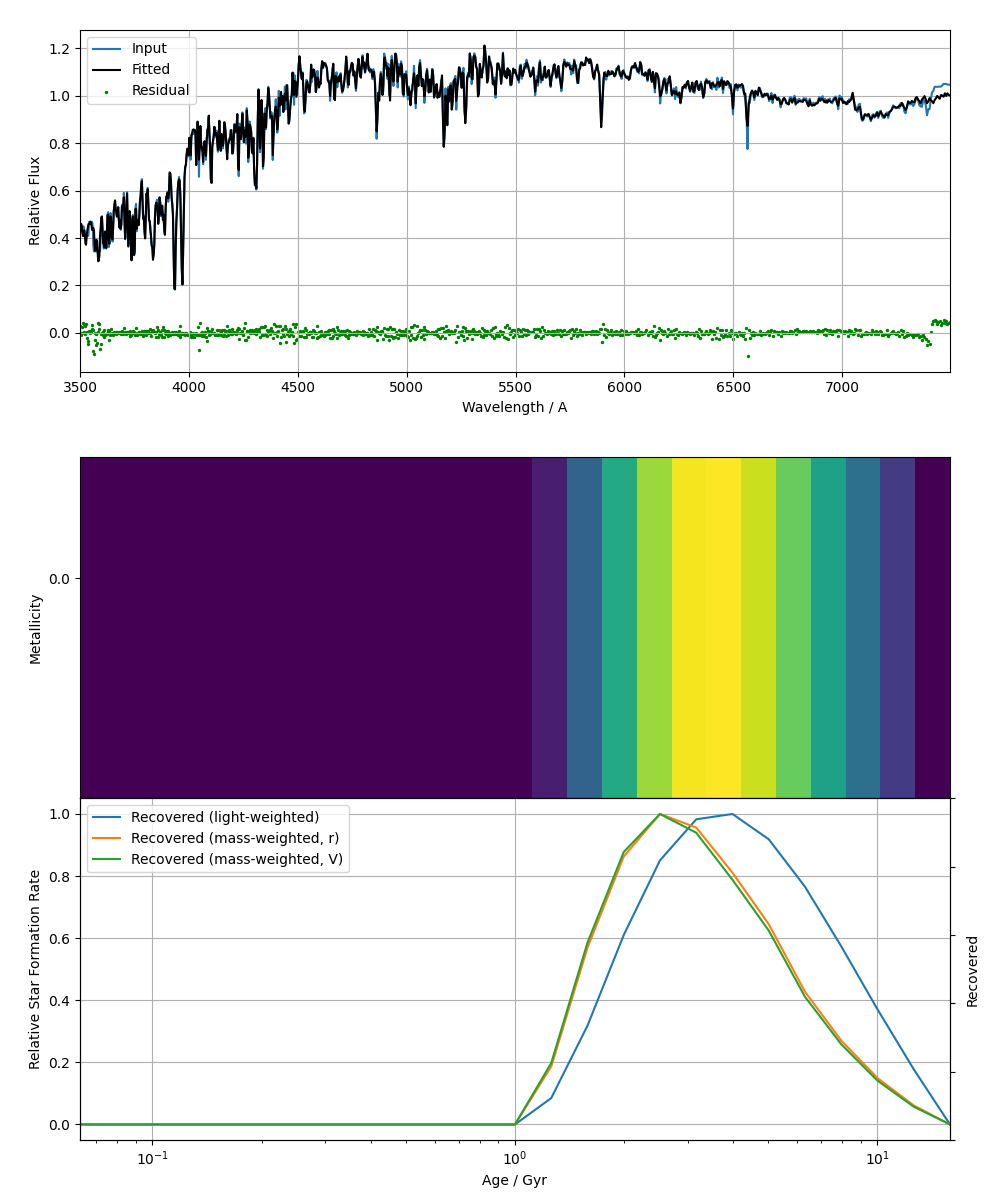 1.2
1.0
0.8
0.6
0.4
0.2
0.0
Relative Flux
Input
Fitted
Residual
3500 4000 4500 5000 5500 6000 6500 7000
Wavelength / A
0.0
Metallicity
1.0
0.8
0.6
0.4
0.2
0.0
Relative Star Formation Rate
Recovered (light-weighted)
Recovered (mass-weighted, r)
Recovered (mass-weighted, V)
Recovered
10⁻¹ 10⁰ 10¹
Age / Gyr